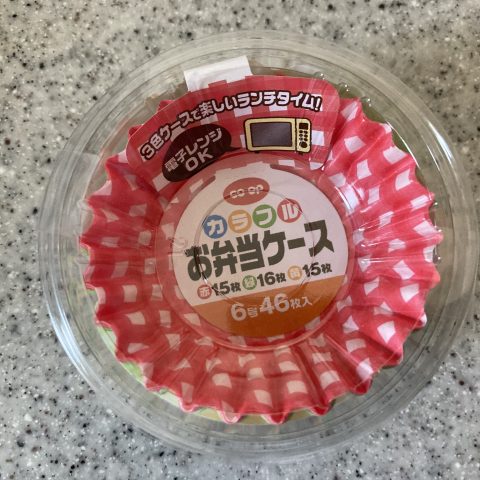 3色ケースで楽しいランチタイム!
電子レンジ
OK
CO・OP
カラフル
お弁当ケース
赤15枚 緑16枚 黄15枚
6号46枚入